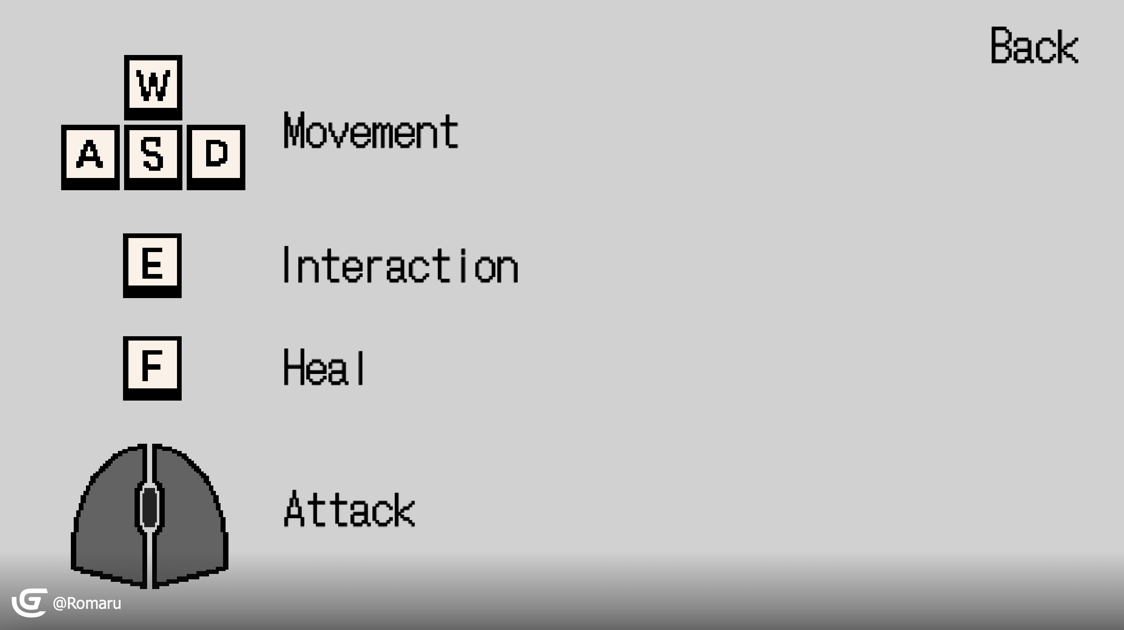 Back
W
A S D
Movement
E
Interaction
F
Heal
Attack
@Romaru